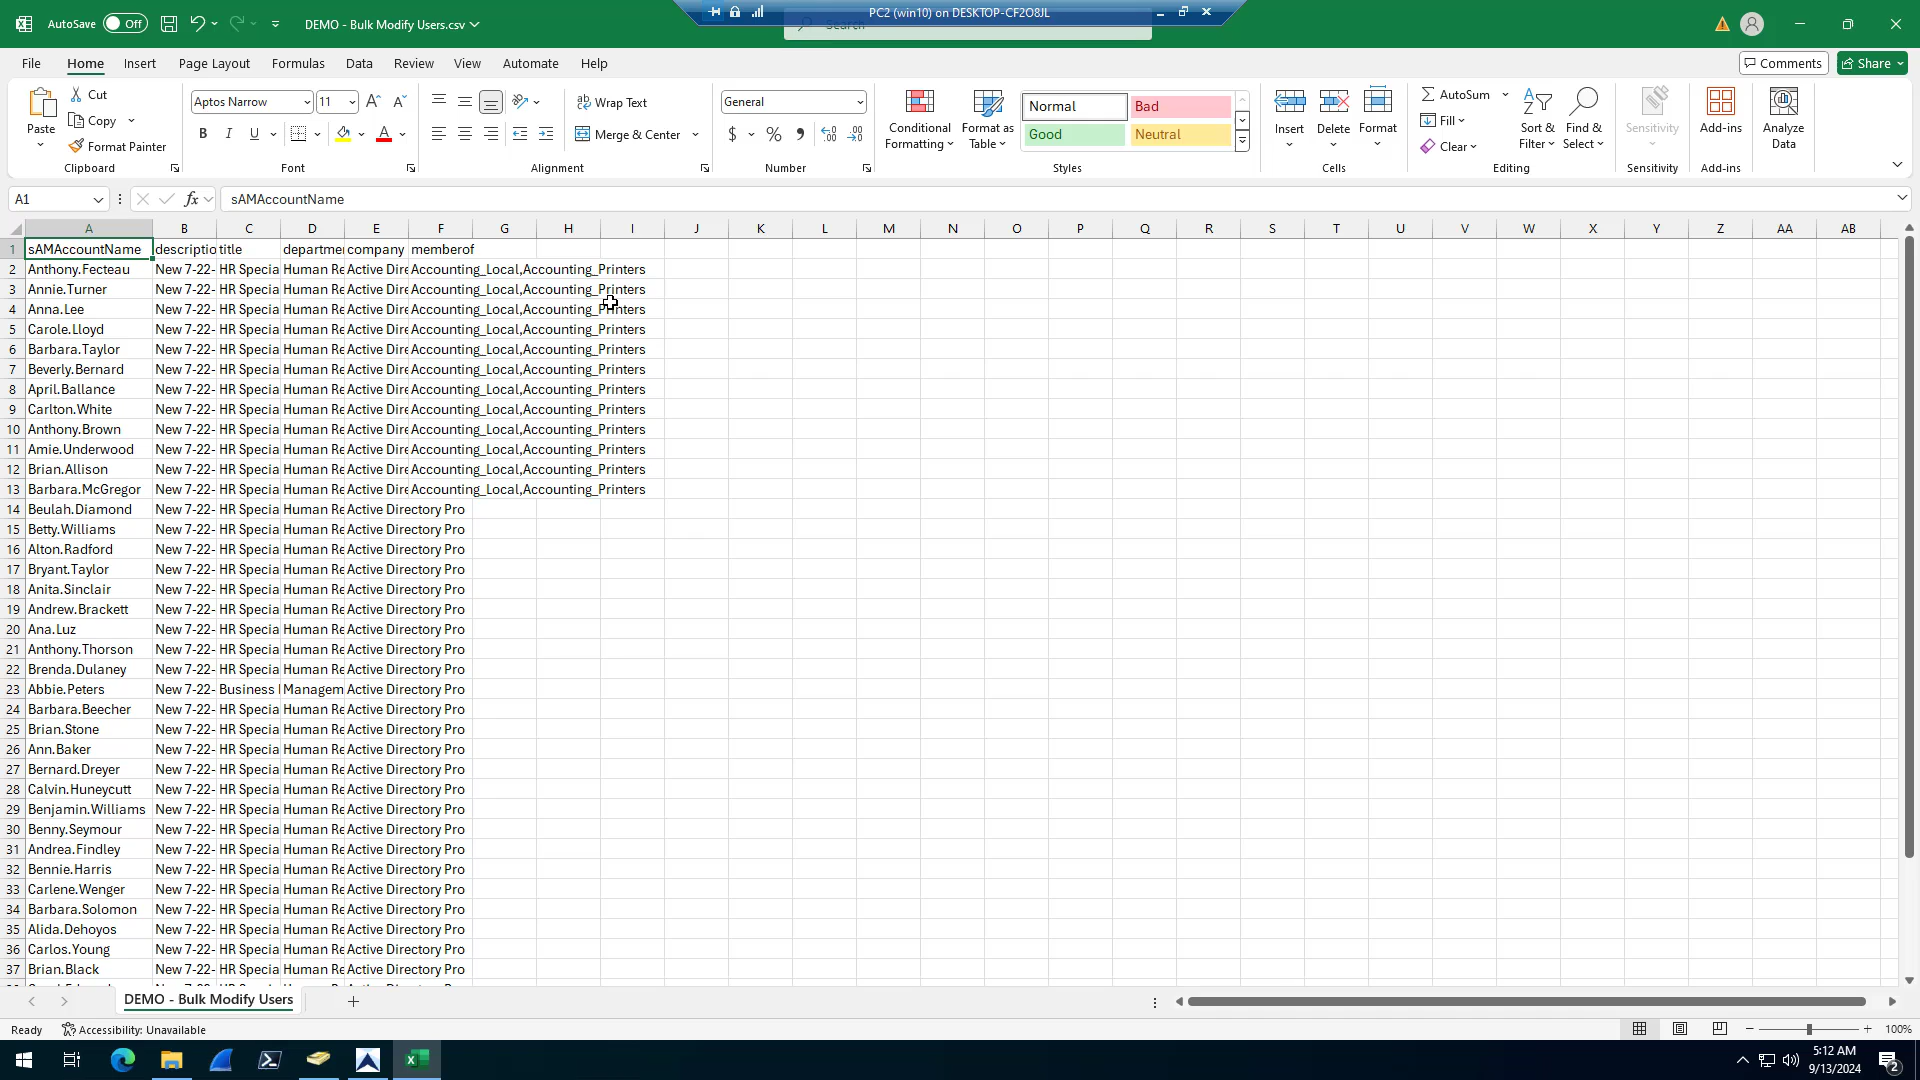 AutoSave Off DEMO - Bulk Modify Users.csv
PC2 (win10) on DESKTOP-CF2O8JL
Search
File Home Insert Page Layout Formulas Data Review View Automate Help Comments Share
Paste Cut Copy Format Painter
Clipboard
Aptos Narrow 11
B I U
Font
Wrap Text
Merge & Center
Alignment
General
$ % ,
Number
Conditional Formatting Format as Table
Normal Bad
Good Neutral
Styles
Insert Delete Format
Cells
AutoSum Fill Clear Sort & Filter Find & Select
Editing
Sensitivity
Sensitivity
Add-ins
Add-ins
Analyze Data
A1 fx sAMAccountName
A B C D E F G H I J K L M N O P Q R S T U V W X Y Z AA AB
1 sAMAccountName descriptio title departme company memberof
2 Anthony.Fecteau New 7-22- HR Specia Human Re Active Dire Accounting_Local,Accounting_Printers
3 Annie.Turner New 7-22- HR Specia Human Re Active Dire Accounting_Local,Accounting_Printers
4 Anna.Lee New 7-22- HR Specia Human Re Active Dire Accounting_Local,Accounting_Printers
5 Carole.Lloyd New 7-22- HR Specia Human Re Active Dire Accounting_Local,Accounting_Printers
6 Barbara.Taylor New 7-22- HR Specia Human Re Active Dire Accounting_Local,Accounting_Printers
7 Beverly.Bernard New 7-22- HR Specia Human Re Active Dire Accounting_Local,Accounting_Printers
8 April.Ballance New 7-22- HR Specia Human Re Active Dire Accounting_Local,Accounting_Printers
9 Carlton.White New 7-22- HR Specia Human Re Active Dire Accounting_Local,Accounting_Printers
10 Anthony.Brown New 7-22- HR Specia Human Re Active Dire Accounting_Local,Accounting_Printers
11 Amie.Underwood New 7-22- HR Specia Human Re Active Dire Accounting_Local,Accounting_Printers
12 Brian.Allison New 7-22- HR Specia Human Re Active Dire Accounting_Local,Accounting_Printers
13 Barbara.McGregor New 7-22- HR Specia Human Re Active Dire Accounting_Local,Accounting_Printers
14 Beulah.Diamond New 7-22- HR Specia Human Re Active Directory Pro
15 Betty.Williams New 7-22- HR Specia Human Re Active Directory Pro
16 Alton.Radford New 7-22- HR Specia Human Re Active Directory Pro
17 Bryant.Taylor New 7-22- HR Specia Human Re Active Directory Pro
18 Anita.Sinclair New 7-22- HR Specia Human Re Active Directory Pro
19 Andrew.Brackett New 7-22- HR Specia Human Re Active Directory Pro
20 Ana.Luz New 7-22- HR Specia Human Re Active Directory Pro
21 Anthony.Thorson New 7-22- HR Specia Human Re Active Directory Pro
22 Brenda.Dulaney New 7-22- HR Specia Human Re Active Directory Pro
23 Abbie.Peters New 7-22- Business Managem Active Directory Pro
24 Barbara.Beecher New 7-22- HR Specia Human Re Active Directory Pro
25 Brian.Stone New 7-22- HR Specia Human Re Active Directory Pro
26 Ann.Baker New 7-22- HR Specia Human Re Active Directory Pro
27 Bernard.Dreyer New 7-22- HR Specia Human Re Active Directory Pro
28 Calvin.Huneycutt New 7-22- HR Specia Human Re Active Directory Pro
29 Benjamin.Williams New 7-22- HR Specia Human Re Active Directory Pro
30 Benny.Seymour New 7-22- HR Specia Human Re Active Directory Pro
31 Andrea.Findley New 7-22- HR Specia Human Re Active Directory Pro
32 Bennie.Harris New 7-22- HR Specia Human Re Active Directory Pro
33 Carlene.Wenger New 7-22- HR Specia Human Re Active Directory Pro
34 Barbara.Solomon New 7-22- HR Specia Human Re Active Directory Pro
35 Alida.Dehoyos New 7-22- HR Specia Human Re Active Directory Pro
36 Carlos.Young New 7-22- HR Specia Human Re Active Directory Pro
37 Brian.Black New 7-22- HR Specia Human Re Active Directory Pro
DEMO - Bulk Modify Users
Ready Accessibility: Unavailable 100%
5:12 AM
9/13/2024
2